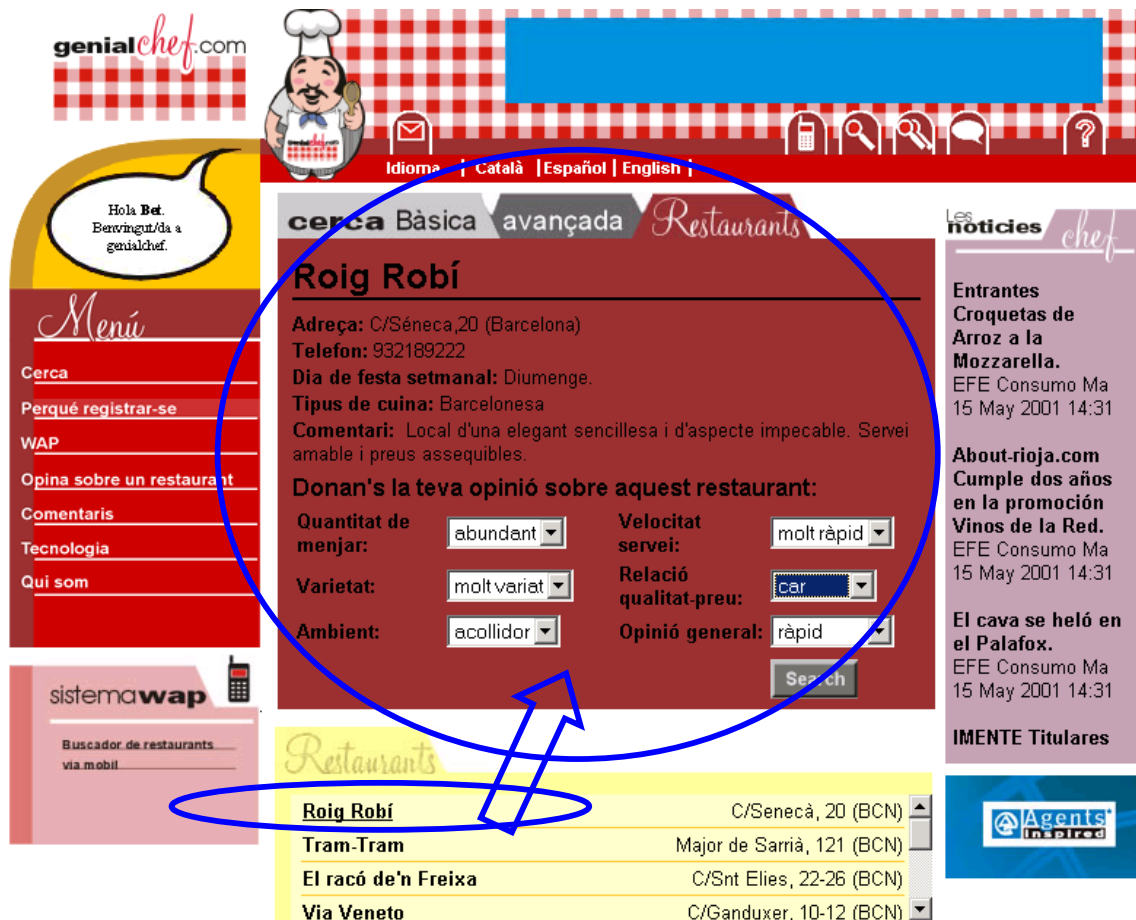 genialchef.com
Idioma | Català |Español | English |
Hola Bet.
Benvingut/da a
genialchef.
Menú
Cerca
Perqué registrar-se
WAP
Opina sobre un restaurant
Comentaris
Tecnologia
Qui som
sistemawap
Buscador de restaurants
via mobil
cerca Bàsica
avançada
Restaurants
Roig Robí
Adreça: C/Séneca,20 (Barcelona)
Telefon: 932189222
Dia de festa setmanal: Diumenge.
Tipus de cuina: Barcelonesa
Comentari: Local d'una elegant sencillesa i d'aspecte impecable. Servei
amable i preus assequibles.
Donan's la teva opinió sobre aquest restaurant:
Quantitat de
menjar:
abundant
Velocitat
servei:
molt ràpid
Varietat:
molt variat
Relació
qualitat-preu:
car
Ambient:
acollidor
Opinió general:
ràpid
Search
Restaurants
Roig Robí C/Senecà, 20 (BCN)
Tram-Tram Major de Sarrià, 121 (BCN)
El racó de'n Freixa C/Snt Elies, 22-26 (BCN)
Via Veneto C/Ganduxer, 10-12 (BCN)
Les
noticies chef
Entrantes
Croquetas de
Arroz a la
Mozzarella.
EFE Consumo Ma
15 May 2001 14:31
About-rioja.com
Cumple dos años
en la promoción
Vinos de la Red.
EFE Consumo Ma
15 May 2001 14:31
El cava se heló en
el Palafox.
EFE Consumo Ma
15 May 2001 14:31
IMENTE Titulares
Agents
Inspired